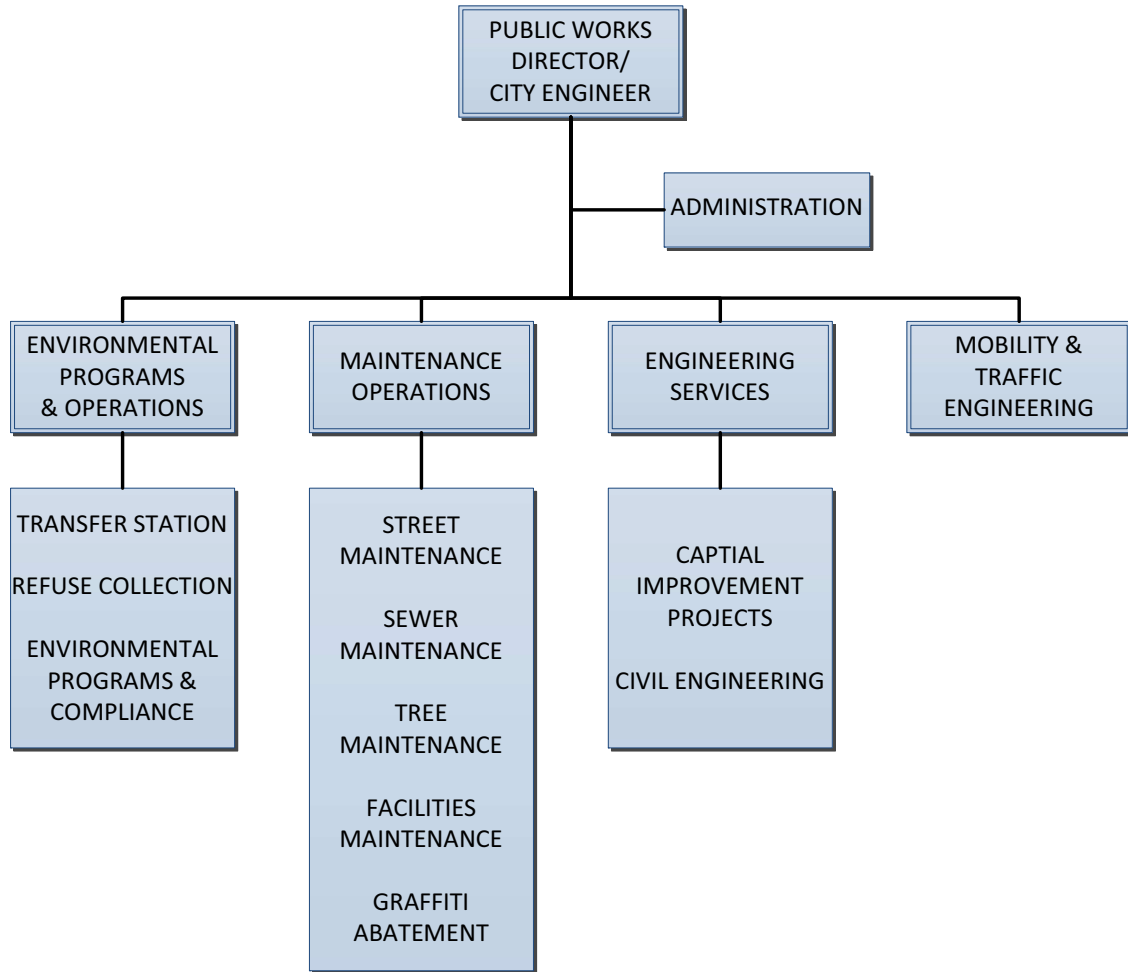 PUBLIC WORKS
DIRECTOR/
CITY ENGINEER
ADMINISTRATION
ENVIRONMENTAL
PROGRAMS
& OPERATIONS
MAINTENANCE
OPERATIONS
ENGINEERING
SERVICES
MOBILITY &
TRAFFIC
ENGINEERING
TRANSFER STATION
REFUSE COLLECTION
ENVIRONMENTAL
PROGRAMS &
COMPLIANCE
STREET
MAINTENANCE
SEWER
MAINTENANCE
TREE
MAINTENANCE
FACILITIES
MAINTENANCE
GRAFFITI
ABATEMENT
CAPTIAL
IMPROVEMENT
PROJECTS
CIVIL ENGINEERING